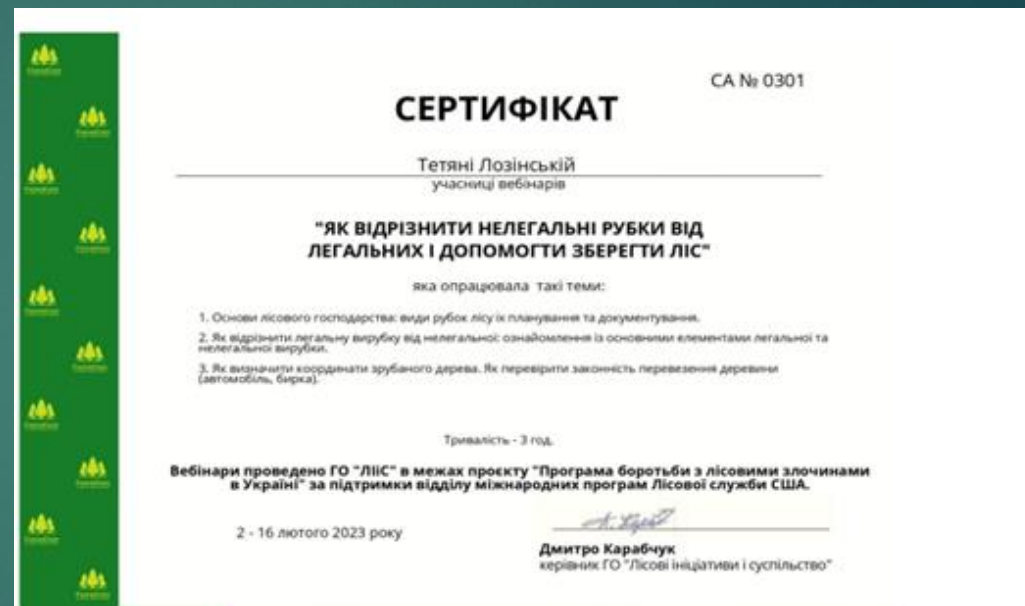 СА № 0301
СЕРТИФІКАТ
Тетяні Лозінській
учасниці вебінарів
"ЯК ВІДРІЗНИТИ НЕЛЕГАЛЬНІ РУБКИ ВІД
ЛЕГАЛЬНИХ І ДОПОМОГТИ ЗБЕРЕГТИ ЛІС"
яка опрацювала такі теми:
1. Основи лісового господарства: види рубок лісу їх планування та документування.
2. Як відрізнити легальну вирубку від нелегальної: ознайомлення із основними елементами легальної та
нелегальної вирубки.
3. Як визначити координати зрубаного дерева. Як перевірити законність перевезення деревини
(автомобіль, бирка).
Тривалість - 3 год.
Вебінари проведено ГО "ЛІіС" в межах проєкту "Програма боротьби з лісовими злочинами
в Україні" за підтримки відділу міжнародних програм Лісової служби США.
2 - 16 лютого 2023 року
Дмитро Карабчук
керівник ГО "Лісові ініціативи і суспільство"